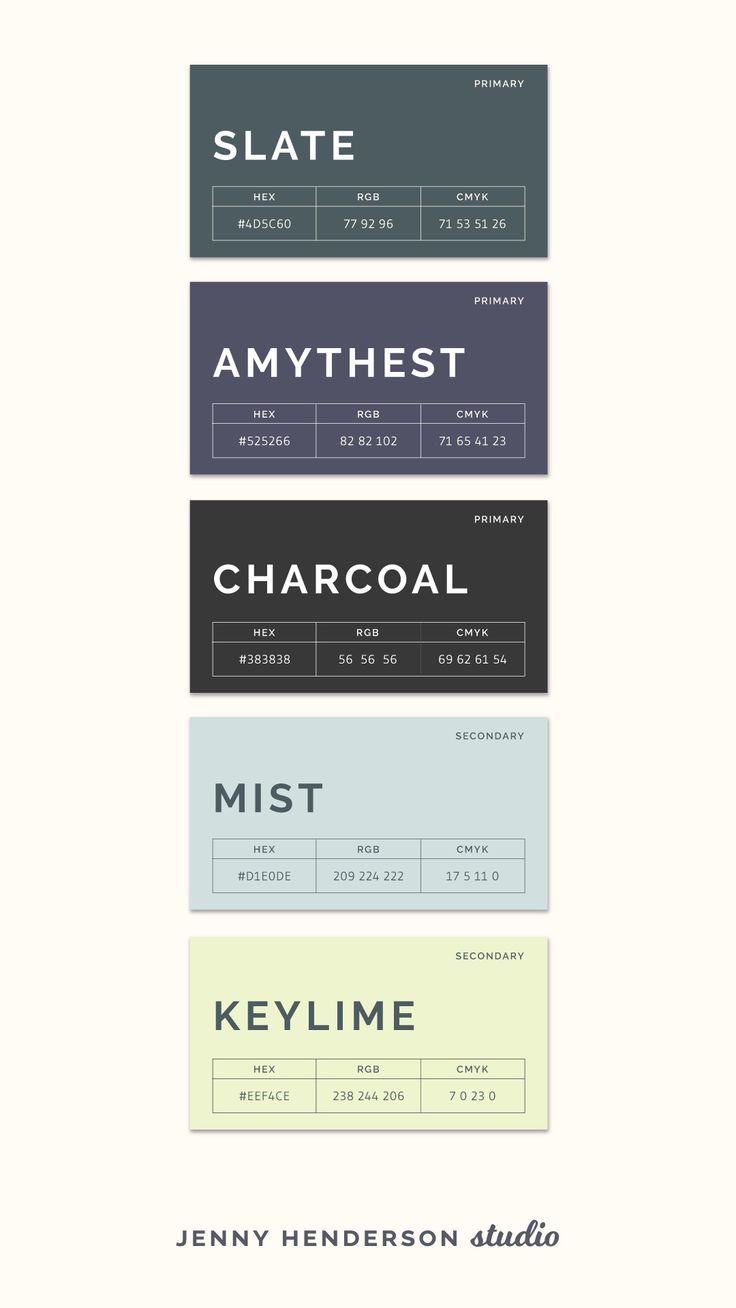 PRIMARY
SLATE
HEX RGB CMYK
#4D5C60 77 92 96 71 53 51 26
PRIMARY
AMYTHEST
HEX RGB CMYK
#525266 82 82 102 71 65 41 23
PRIMARY
CHARCOAL
HEX RGB CMYK
#383838 56 56 56 69 62 61 54
SECONDARY
MIST
HEX RGB CMYK
#D1E0DE 209 224 222 17 5 11 0
SECONDARY
KEYLIME
HEX RGB CMYK
#EEF4CE 238 244 206 7 0 23 0
JENNY HENDERSON studio